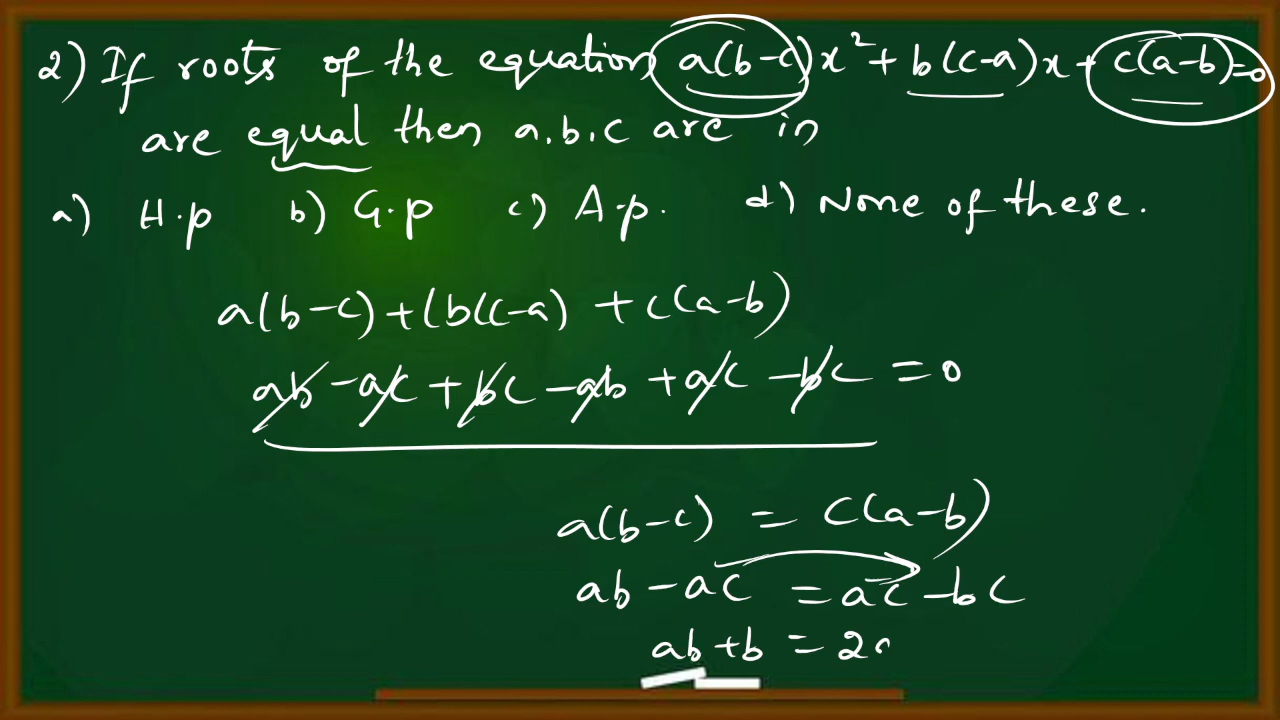 2) If roots of the equation a(b-c)x²+b(c-a)x+c(a-b)=0
are equal then a,b,c are in
a) H.p b) G.p c) A.p. d) None of these.
a(b-c)+(b(c-a)+c(a-b)
ab-ac+bc-ab+ac-bc=0
a(b-c)=c(a-b)
ab-ac=ac-bc
ab+b=2